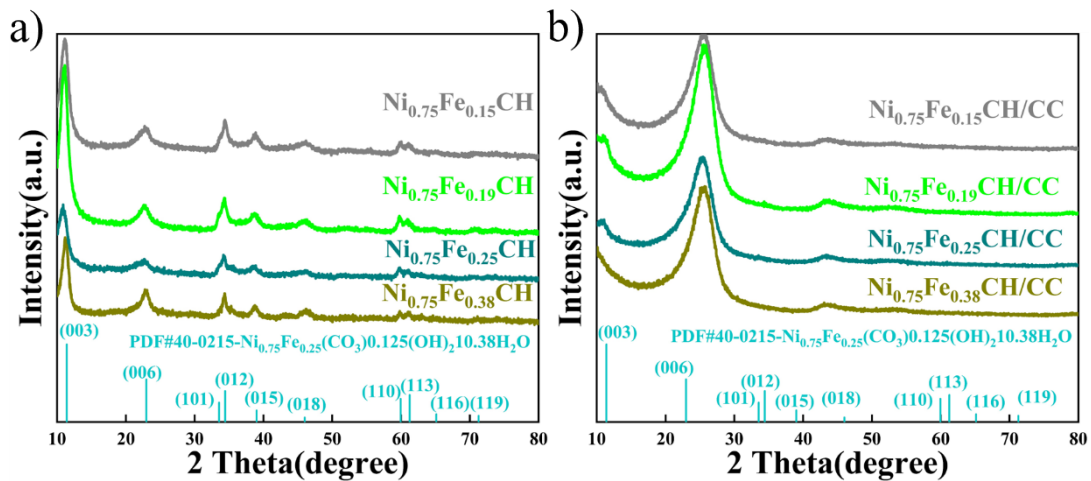 a)
Intensity(a.u.)
Ni0.75Fe0.15CH
Ni0.75Fe0.19CH
Ni0.75Fe0.25CH
Ni0.75Fe0.38CH
PDF#40-0215-Ni0.75Fe0.25(CO3)0.125(OH)210.38H2O
(003)
(006)
(101)
(012)
(015)
(018)
(110)
(113)
(116)
(119)
10 20 30 40 50 60 70 80
2 Theta(degree)
b)
Intensity(a.u.)
Ni0.75Fe0.15CH/CC
Ni0.75Fe0.19CH/CC
Ni0.75Fe0.25CH/CC
Ni0.75Fe0.38CH/CC
PDF#40-0215-Ni0.75Fe0.25(CO3)0.125(OH)210.38H2O
(003)
(006)
(101)
(012)
(015)
(018)
(110)
(113)
(116)
(119)
10 20 30 40 50 60 70 80
2 Theta(degree)